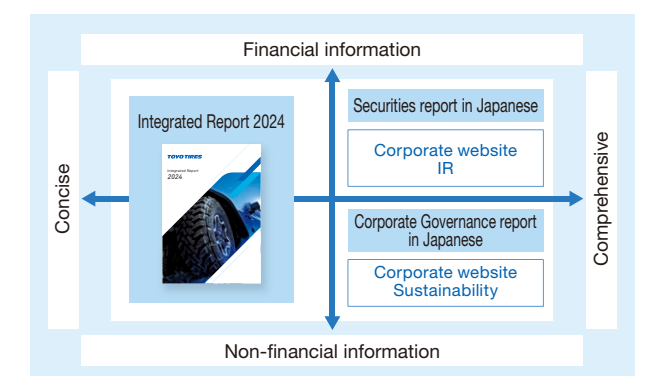 Financial information
Concise
Integrated Report 2024
TOYO TIRES
Integrated Report
2024
Securities report in Japanese
Corporate website
IR
Corporate Governance report
in Japanese
Corporate website
Sustainability
Comprehensive
Non-financial information